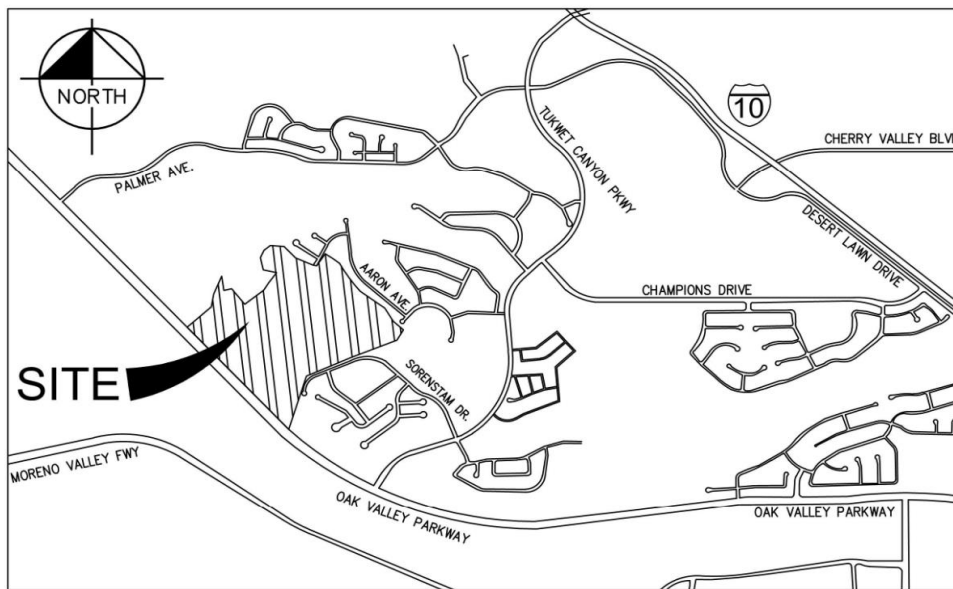 NORTH
10
TUKWET CANYON PKWY
CHERRY VALLEY BLV
PALMER AVE.
DESERT LAWN DRIVE
AARON AVE
CHAMPIONS DRIVE
SITE
SORENSTAM DR.
MORENO VALLEY FWY
OAK VALLEY PARKWAY
OAK VALLEY PARKWAY